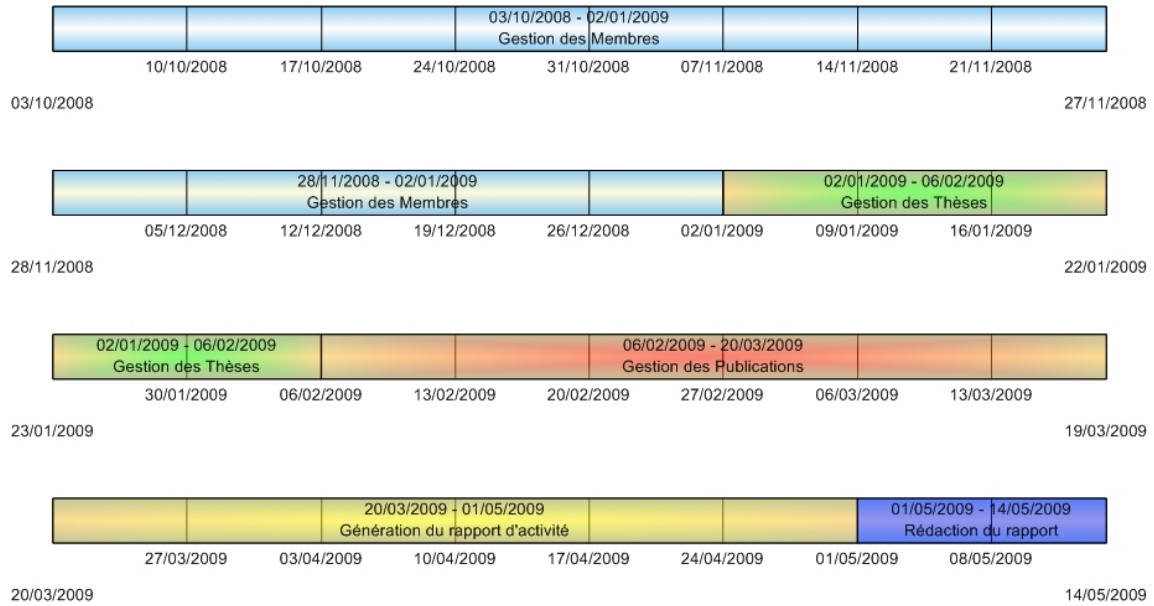 03/10/2008 - 02/01/2009
Gestion des Membres
10/10/2008 17/10/2008 24/10/2008 31/10/2008 07/11/2008 14/11/2008 21/11/2008
03/10/2008 27/11/2008
28/11/2008 - 02/01/2009 02/01/2009 - 06/02/2009
Gestion des Membres Gestion des Thèses
05/12/2008 12/12/2008 19/12/2008 26/12/2008 02/01/2009 09/01/2009 16/01/2009
28/11/2008 22/01/2009
02/01/2009 - 06/02/2009 06/02/2009 - 20/03/2009
Gestion des Thèses Gestion des Publications
30/01/2009 06/02/2009 13/02/2009 20/02/2009 27/02/2009 06/03/2009 13/03/2009
23/01/2009 19/03/2009
20/03/2009 - 01/05/2009 01/05/2009 - 14/05/2009
Génération du rapport d'activité Rédaction du rapport
27/03/2009 03/04/2009 10/04/2009 17/04/2009 24/04/2009 01/05/2009 08/05/2009
20/03/2009 14/05/2009